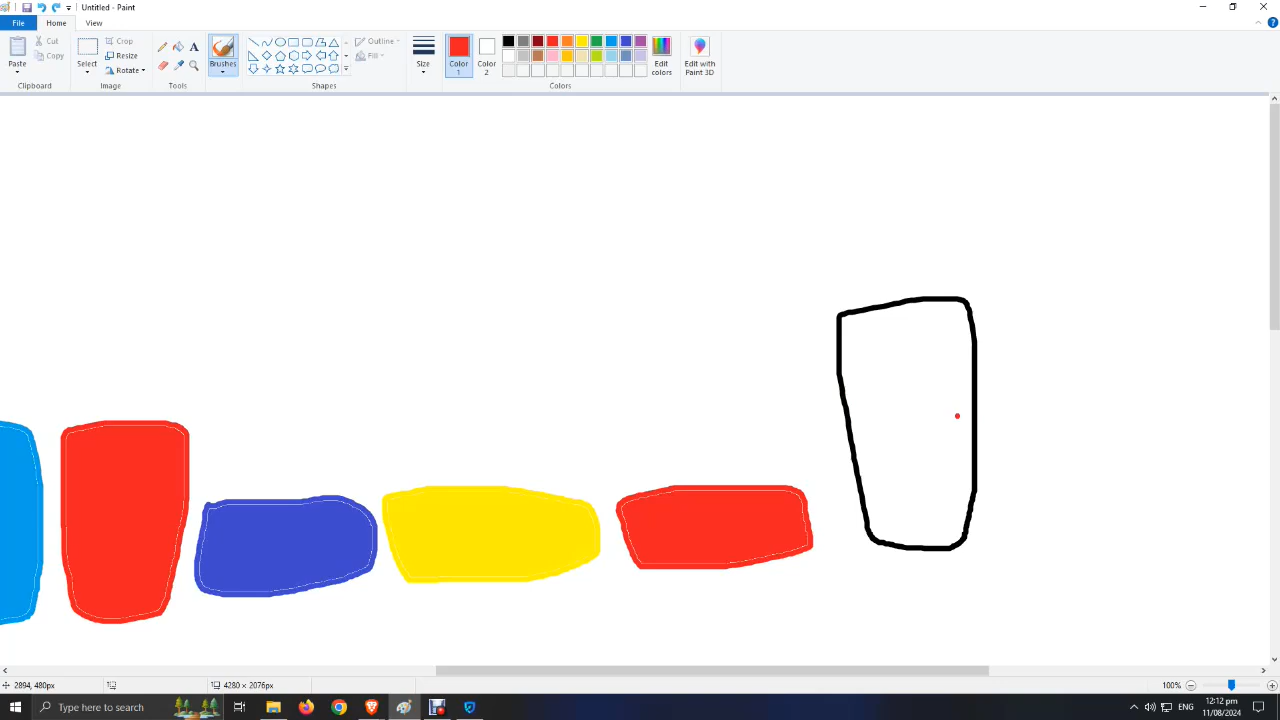 Untitled - Paint
File Home View
Paste
Cut
Copy
Clipboard
Select
Crop
Resize
Rotate
Image
A
Tools
Brushes
Shapes
Outline
Fill
Size
Color 1
Color 2
Colors
Edit colors
Edit with Paint 3D
2894, 480px
4280 × 2076px
100%
Type here to search
ENG
12:12 pm
11/08/2024